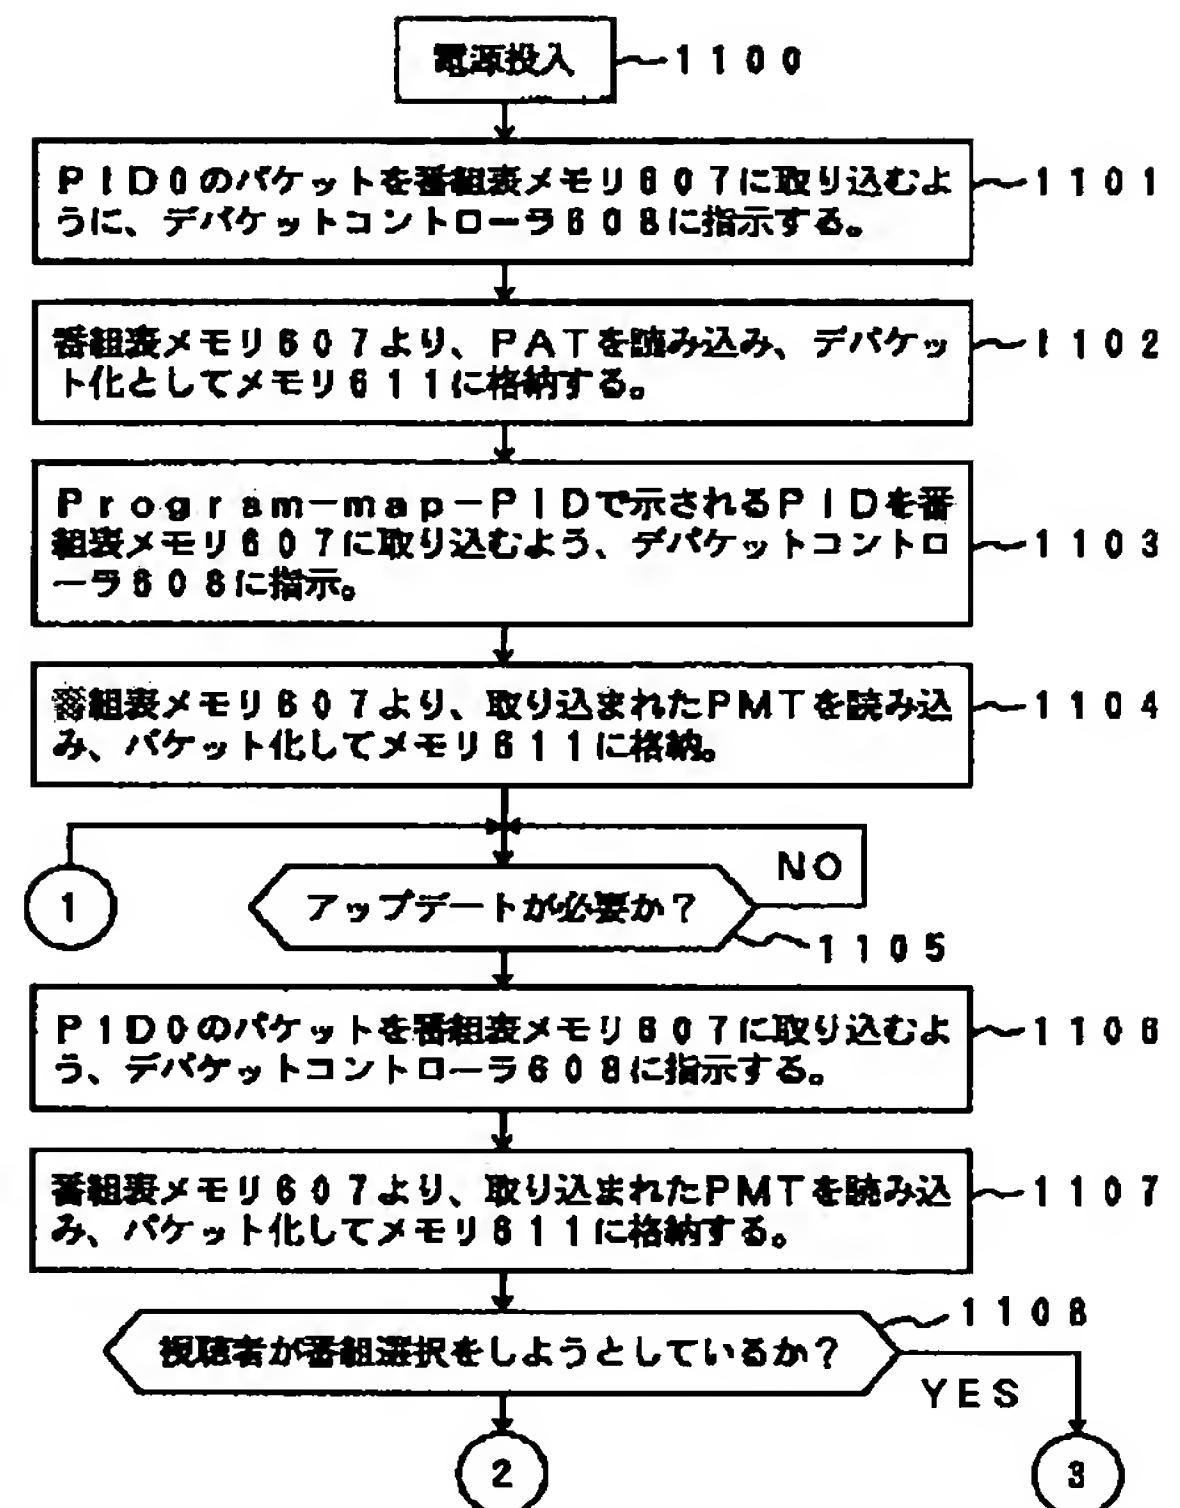 電源投入
1100
PID0のパケットを番組表メモリ607に取り込むよ
うに、デパケットコントローラ608に指示する。
1101
番組表メモリ607より、PATを読み込み、デパケッ
ト化としてメモリ611に格納する。
1102
Program-map-PIDで示されるPIDを番
組表メモリ607に取り込むよう、デパケットコントロ
ーラ608に指示。
1103
番組表メモリ607より、取り込まれたPMTを読み込
み、パケット化してメモリ611に格納。
1104
NO
1
アップデートが必要か?
1105
PID0のパケットを番組表メモリ607に取り込むよ
う、デパケットコントローラ608に指示する。
1106
番組表メモリ607より、取り込まれたPMTを読み込
み、パケット化してメモリ611に格納する。
1107
1108
視聴者が番組選択をしようとしているか?
YES
2
3